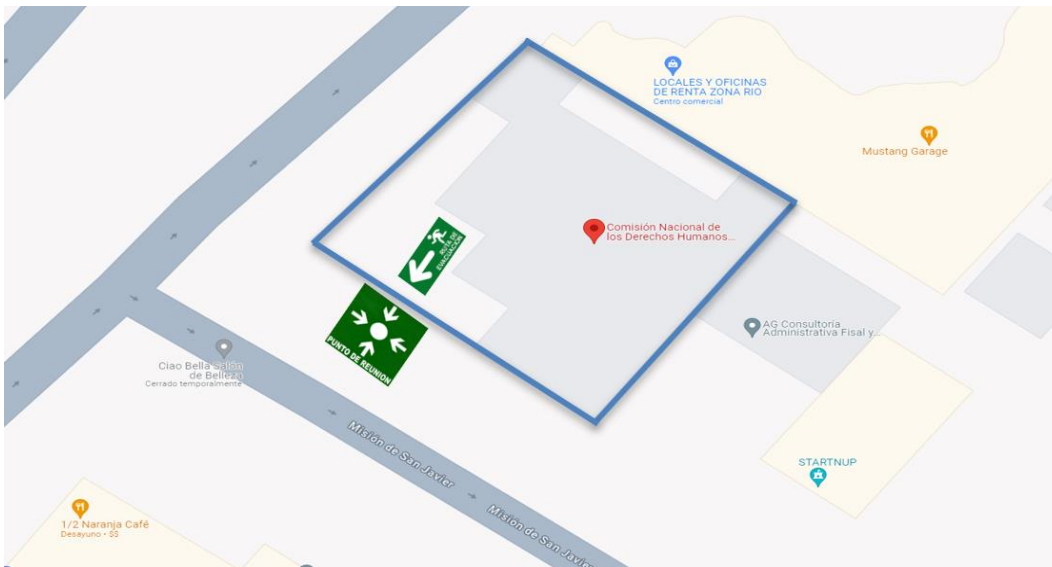 LOCALES Y OFICINAS
DE RENTA ZONA RIO
Centro comercial
Mustang Garage
Comisión Nacional de
los Derechos Humanos...
RUTA DE
EVACUACIÓN
PUNTO DE REUNION
AG Consultoría
Administrativa Fisal y...
Ciao Bella Salón
de Belleza
Cerrado temporalmente
Misión de San Javier
Misión de San Javier
STARTNUP
1/2 Naranja Café
Desayuno • $$